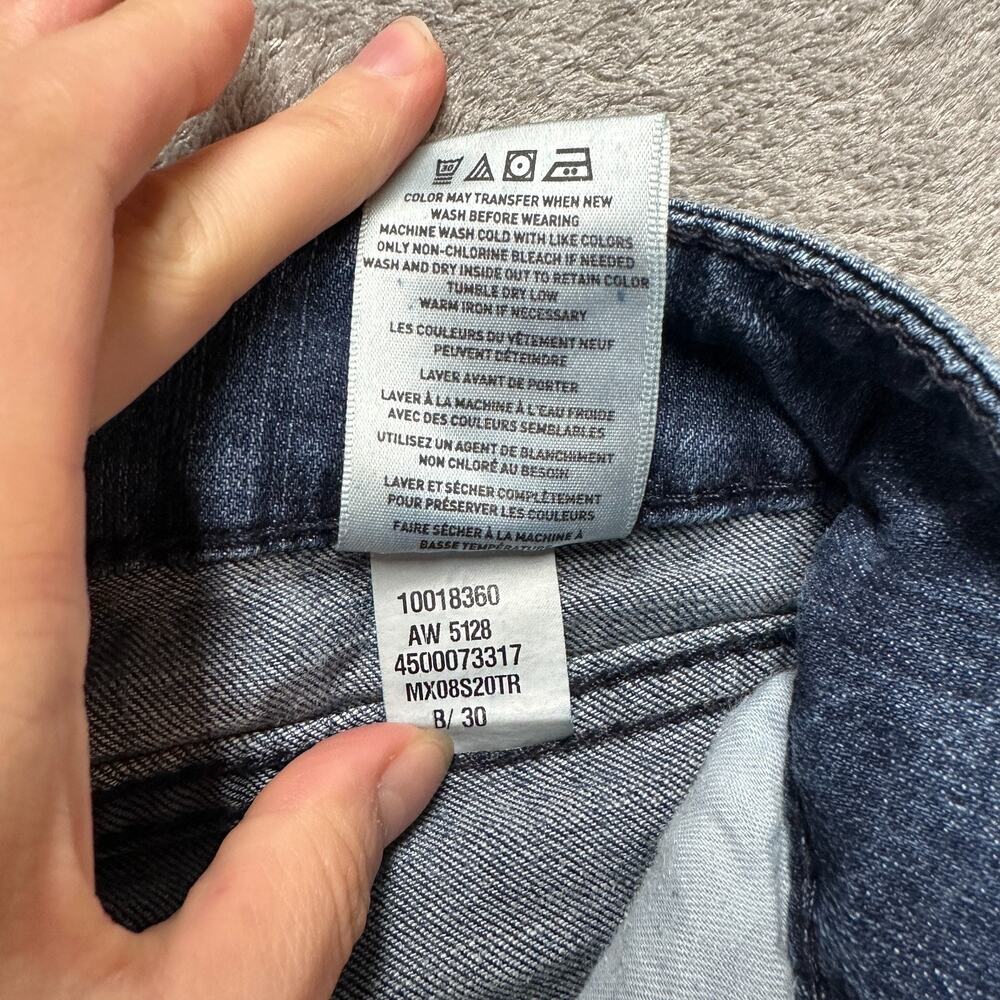 30
COLOR MAY TRANSFER WHEN NEW
WASH BEFORE WEARING
MACHINE WASH COLD WITH LIKE COLORS
ONLY NON-CHLORINE BLEACH IF NEEDED
WASH AND DRY INSIDE OUT TO RETAIN COLOR
TUMBLE DRY LOW
WARM IRON IF NECESSARY
LES COULEURS DU VÊTEMENT NEUF
PEUVENT DÉTEINDRE
LAVER AVANT DE PORTER
LAVER À LA MACHINE À L'EAU FROIDE
AVEC DES COULEURS SEMBLABLES
UTILISEZ UN AGENT DE BLANCHIMENT
NON CHLORÉ AU BESOIN
LAVER ET SÉCHER COMPLÈTEMENT
POUR PRÉSERVER LES COULEURS
FAIRE SÉCHER À LA MACHINE À
BASSE TEMPÉRATURE
10018360
AW 5128
4500073317
MX08S20TR
B/ 30